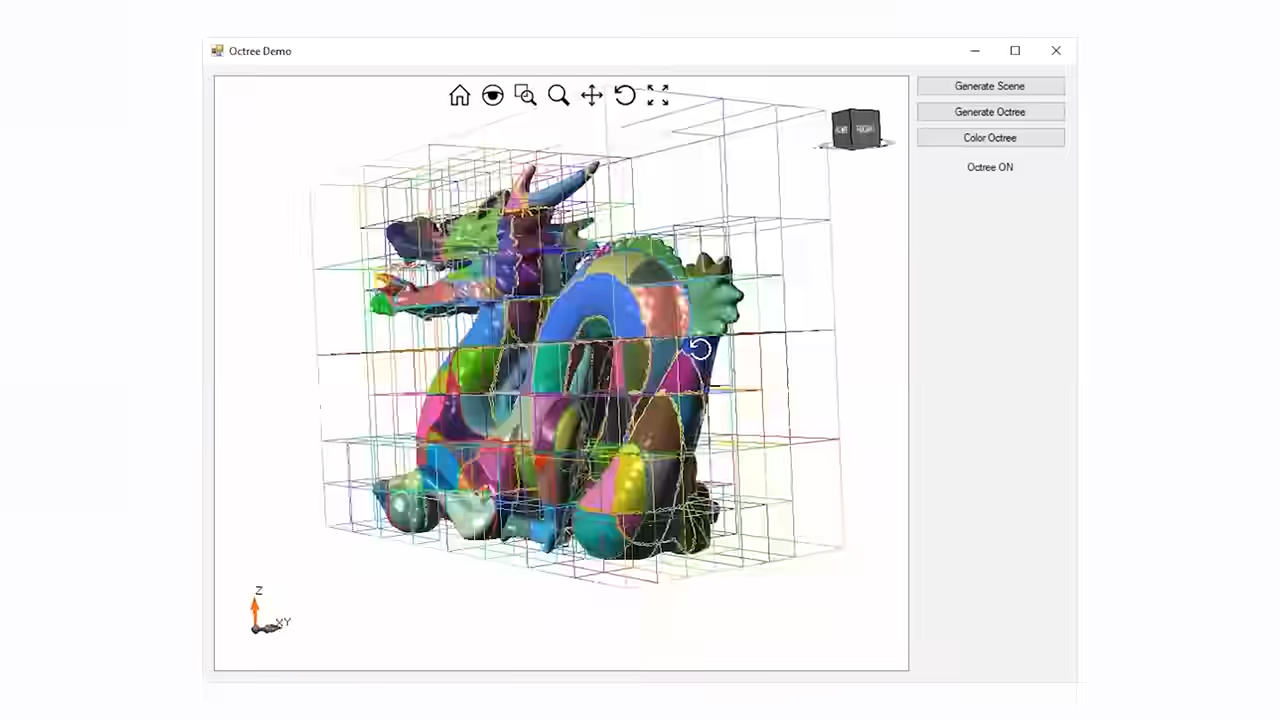 Octree Demo
Generate Scene
Generate Octree
Color Octree
Octree ON
Z
XY